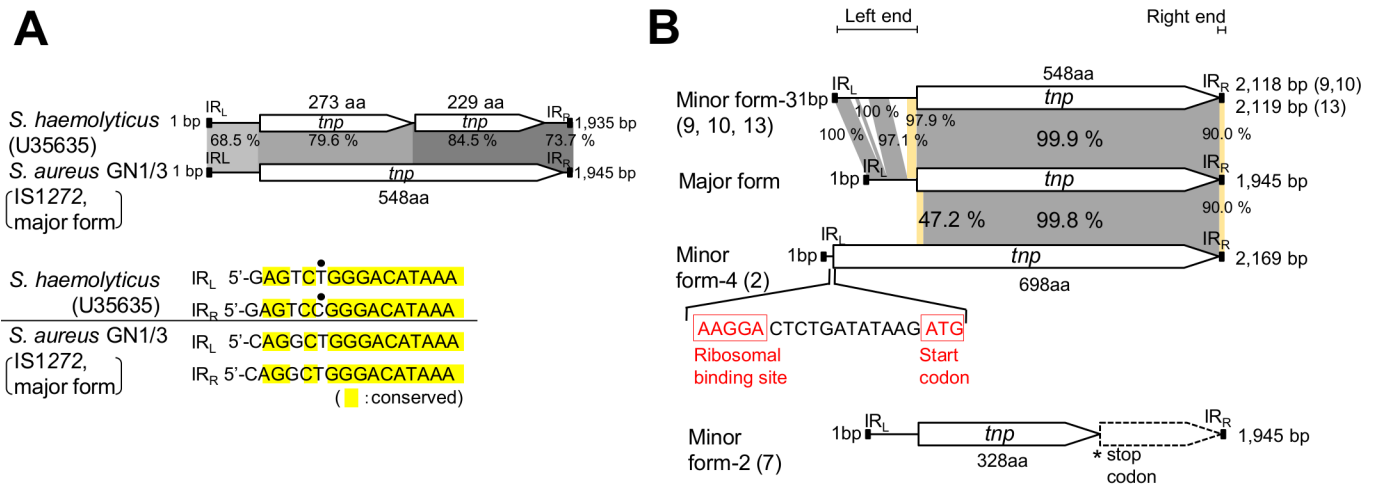 A
273 aa
229 aa
IRL
tnp
tnp
IRR
S. haemolyticus
(U35635)
1 bp
1,935 bp
68.5 %
79.6 %
84.5 %
73.7 %
IRL
IRR
S. aureus GN1/3
1 bp
tnp
1,945 bp
IS1272,
major form
548aa
S. haemolyticus
(U35635)
IRL 5’-GAGTCTGGGACATAAA
IRR 5’-GAGTCCGGGACATAAA
S. aureus GN1/3
IS1272,
major form
IRL 5’-CAGGCTGGGACATAAA
IRR 5’-CAGGCTGGGACATAAA
( :conserved)
B
Left end
Right end
548aa
IRL
IRR
Minor form-3
(9, 10, 13)
1bp
tnp
2,118 bp (9,10)
2,119 bp (13)
100 %
97.9 %
100 %
97.1 %
99.9 %
90.0 %
IRL
IRR
Major form
1bp
tnp
1,945 bp
47.2 %
99.8 %
90.0 %
IRL
IRR
Minor
form-4 (2)
1bp
tnp
2,169 bp
698aa
AAGGA CTCTGATATAAG ATG
Ribosomal
binding site
Start
codon
IRL
IRR
Minor
form-2 (7)
1bp
tnp
1,945 bp
328aa
* stop
codon